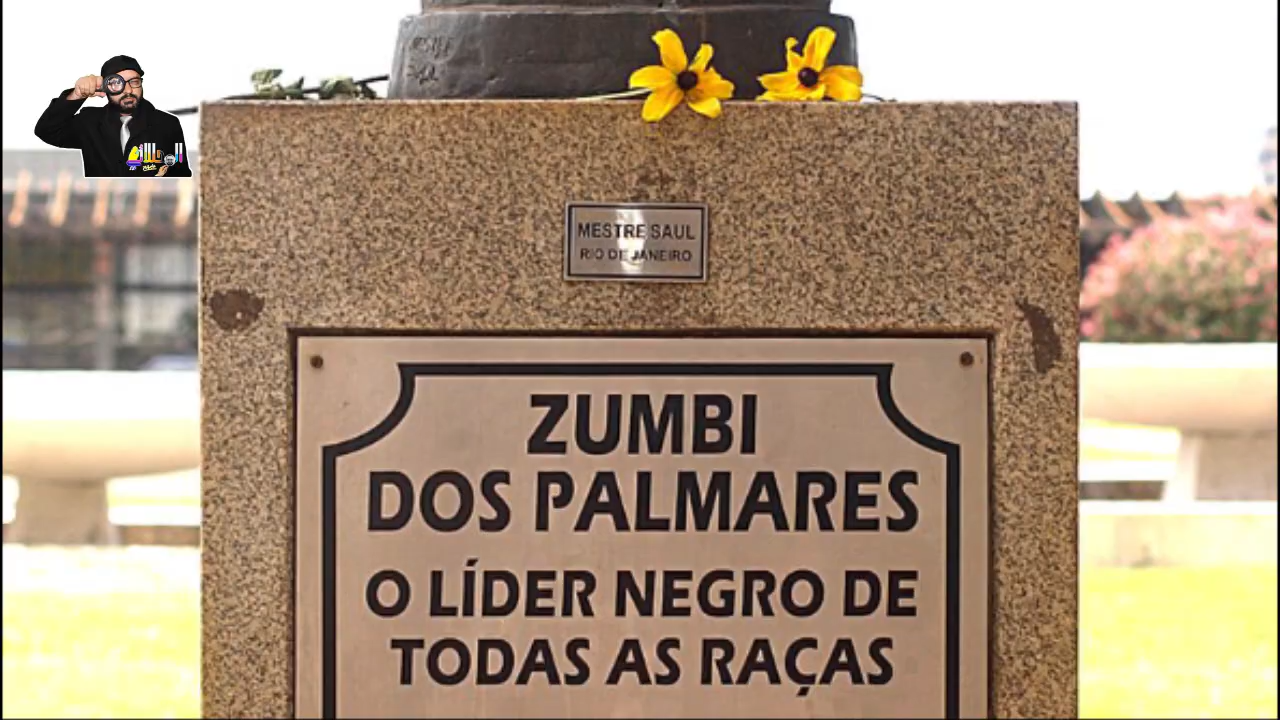 MESTRE SAUL
RIO DE JANEIRO
ZUMBI
DOS PALMARES
O LÍDER NEGRO DE
TODAS AS RAÇAS